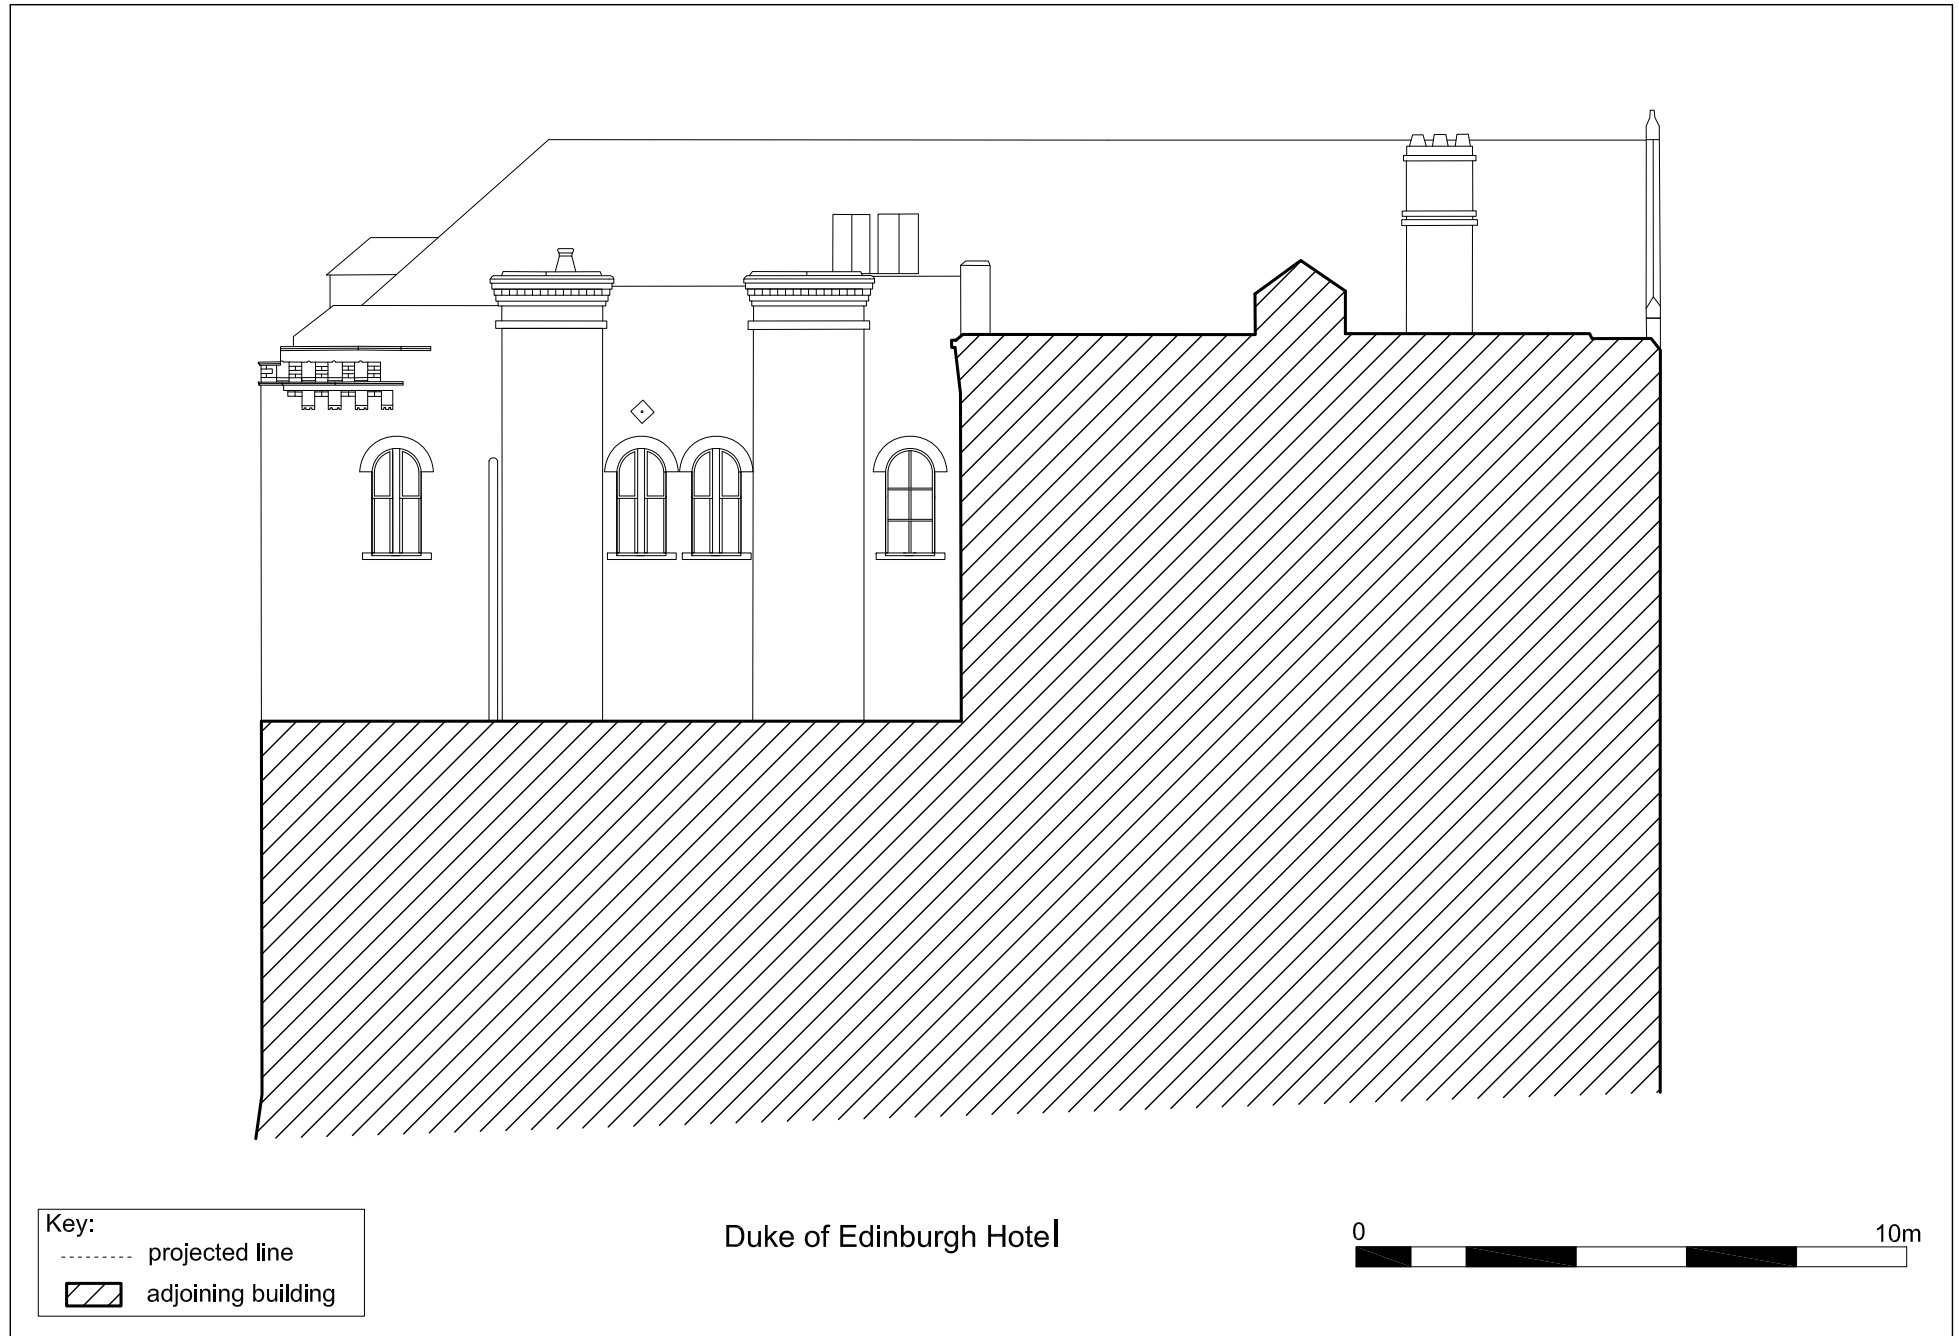 Key:
projected line
adjoining building
Duke of Edinburgh Hotel
0 10m